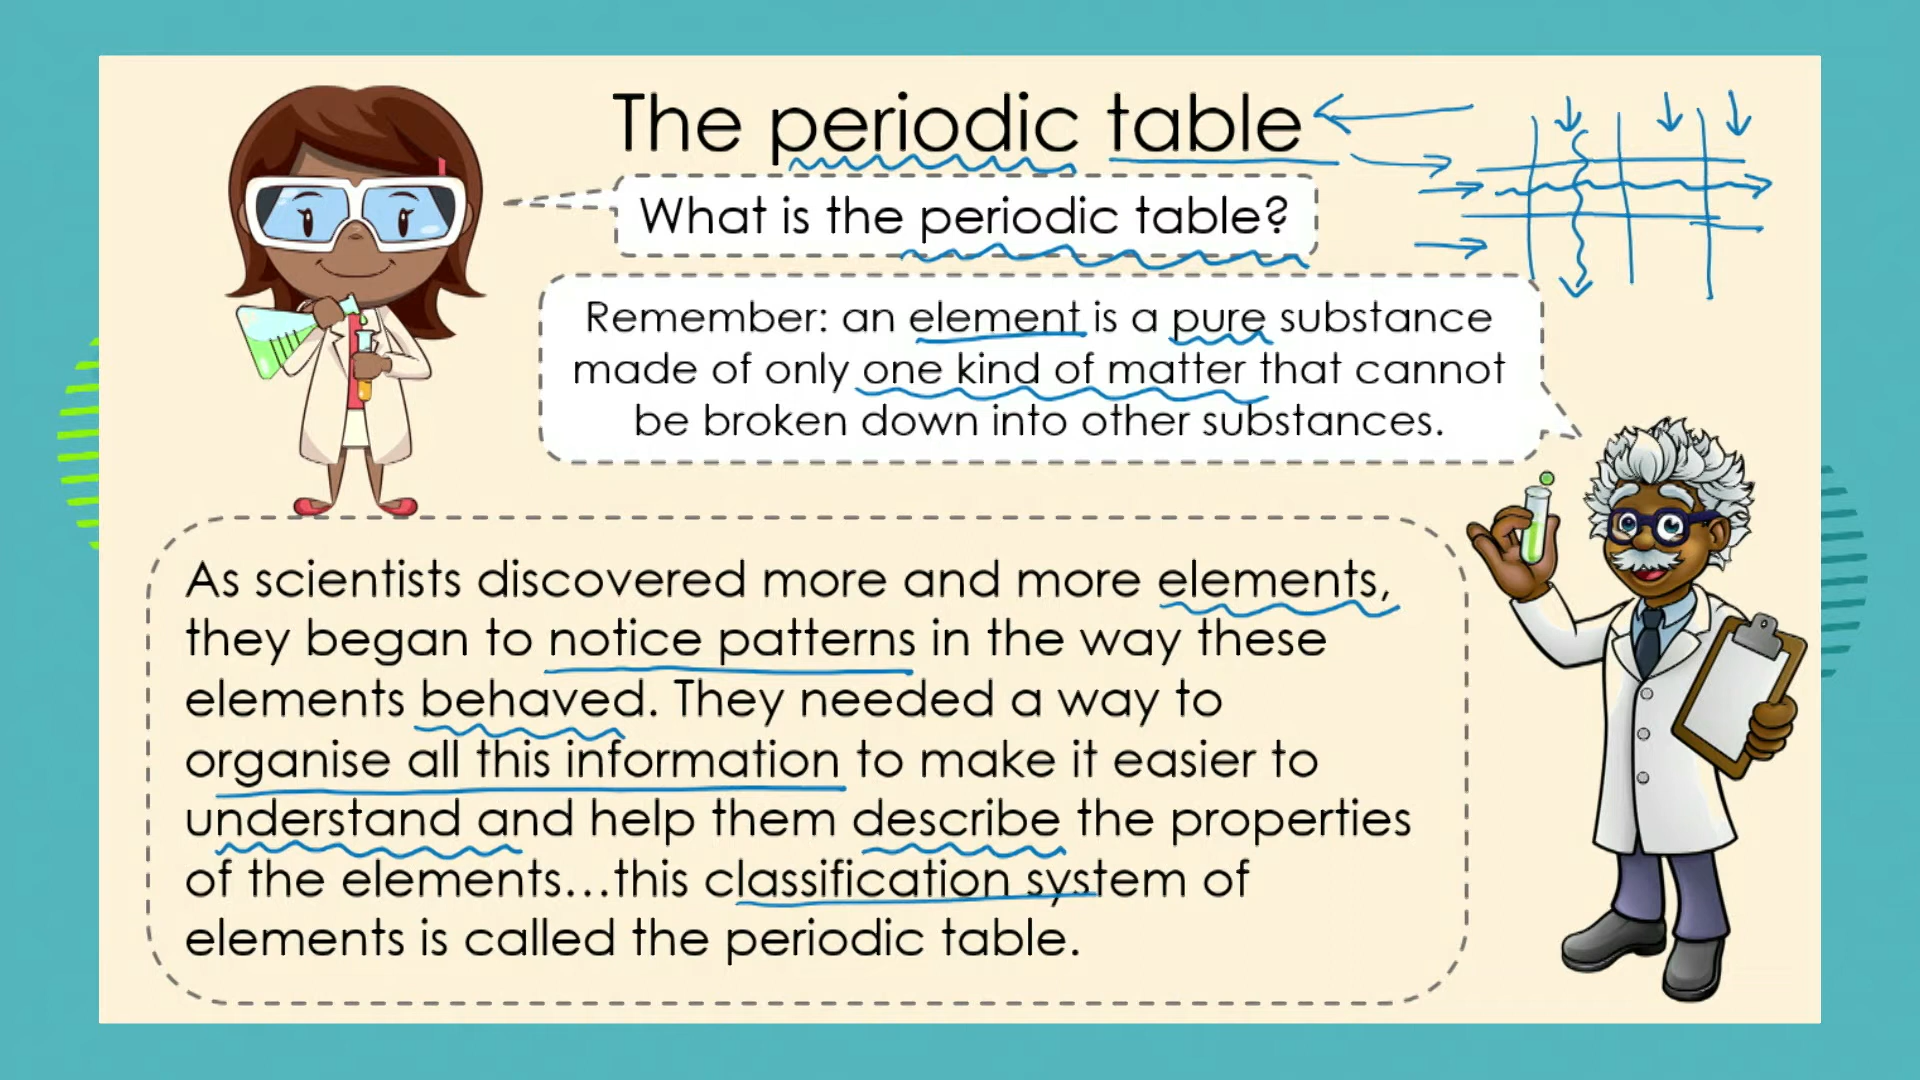 The periodic table
What is the periodic table?
Remember: an element is a pure substance
made of only one kind of matter that cannot
be broken down into other substances.
As scientists discovered more and more elements,
they began to notice patterns in the way these
elements behaved. They needed a way to
organise all this information to make it easier to
understand and help them describe the properties
of the elements...this classification system of
elements is called the periodic table.